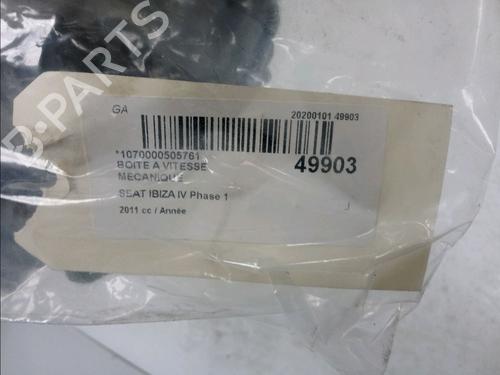 GA
20200101 49903
*1070000505761
BOITE A VITESSE
MECANIQUE
49903
SEAT IBIZA IV Phase 1
2011 cc / Année
B-PARTS